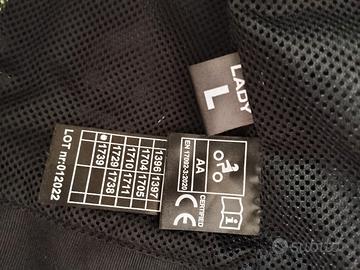 LADY
L
1396 1397
1704 1705
1710 1711
1729 1738
1739
LOT nr:012022
EN 17092-3:2020
AA
i
CERTIFIED
CE
subito